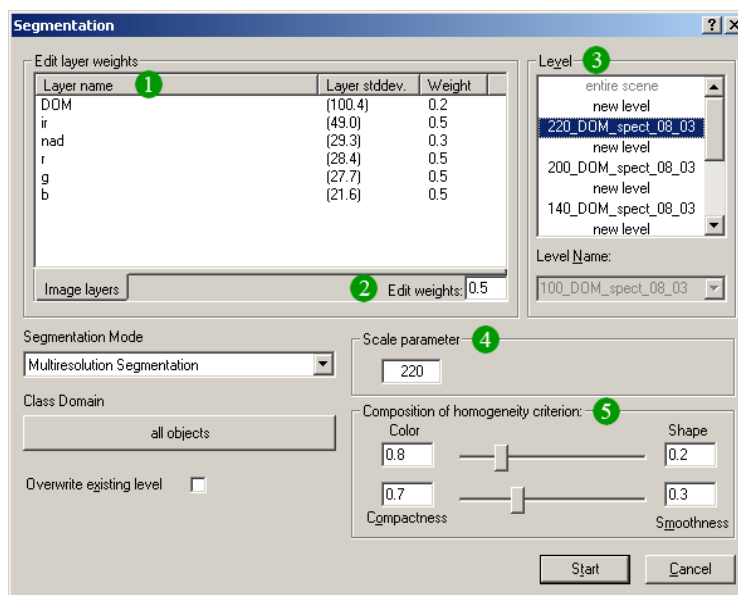 Segmentation
Edit layer weights
Layer name 1 Layer stddev. Weight
DOM (100.4) 0.2
ir (49.0) 0.5
nad (29.3) 0.3
r (28.4) 0.5
g (27.7) 0.5
b (21.6) 0.5
Image layers
2 Edit weights: 0.5
Level 3
entire scene
new level
220_DOM_spect_08_03
new level
200_DOM_spect_08_03
new level
140_DOM_spect_08_03
new level
Level Name:
100_DOM_spect_08_03
Segmentation Mode
Multiresolution Segmentation
Class Domain
all objects
Overwrite existing level
Scale parameter 4
220
Composition of homogeneity criterion: 5
Color Shape
0.8 0.2
0.7 0.3
Compactness Smoothness
Start Cancel